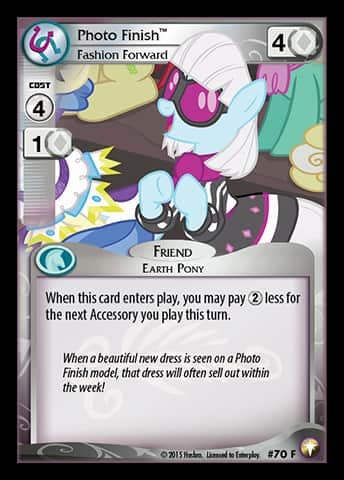 Photo Finish™
Fashion Forward
4
COST
4
1
FRIEND
EARTH PONY
When this card enters play, you may pay 2 less for
the next Accessory you play this turn.
When a beautiful new dress is seen on a Photo
Finish model, that dress will often sell out within
the week!
© 2015 Hasbro. Licensed to Enterplay. #70 F